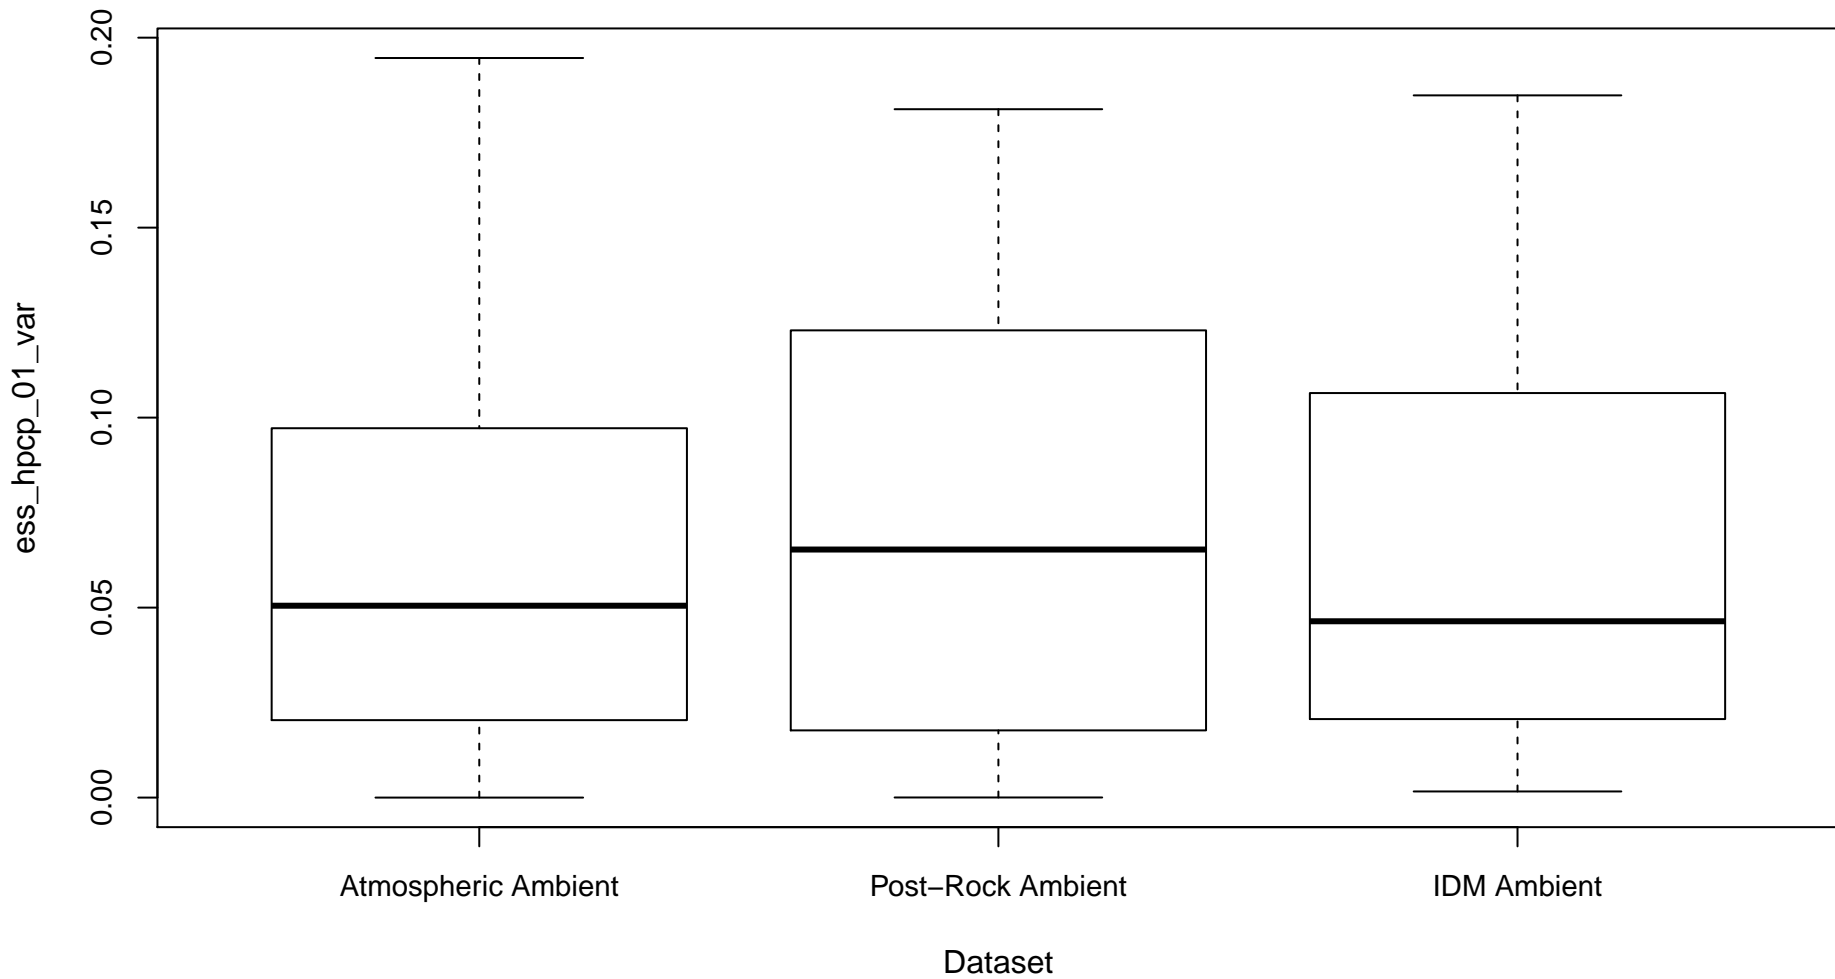 0.20
0.15
0.10
0.05
0.00
ess_hpcp_01_var
Atmospheric Ambient
Post−Rock Ambient
IDM Ambient
Dataset